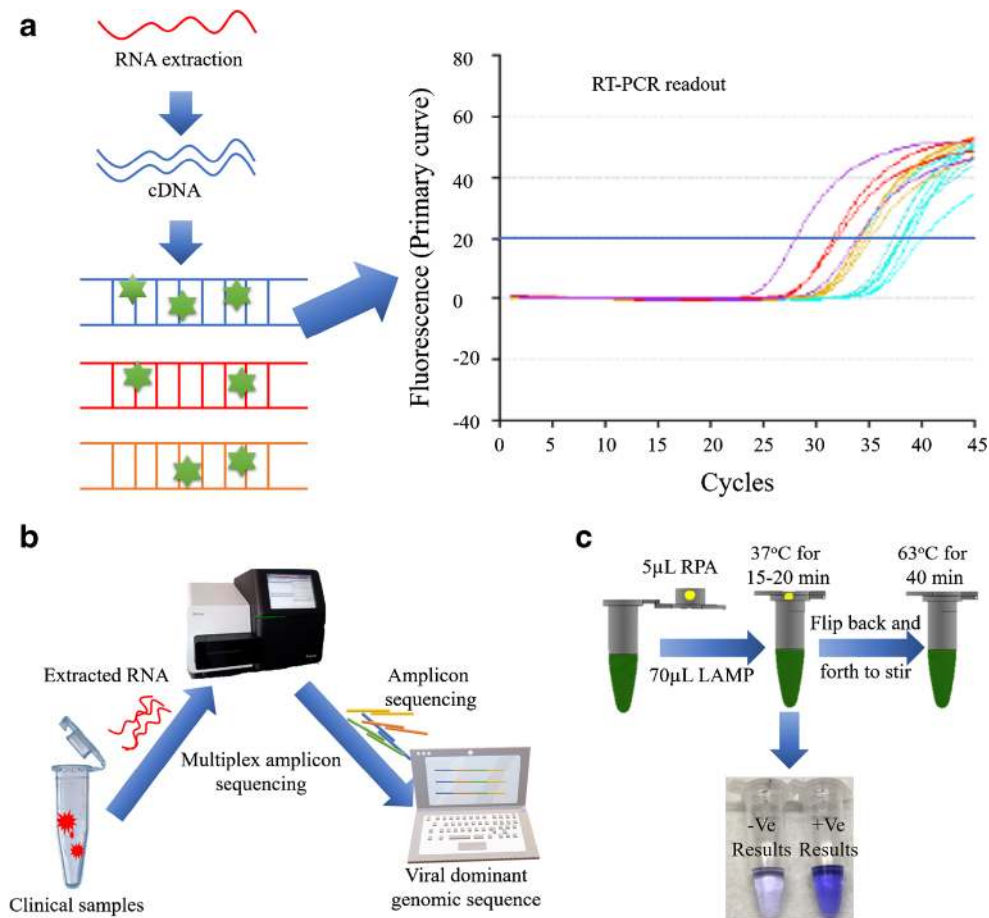 a
RNA extraction
cDNA
RT-PCR readout
Fluorescence (Primary curve)
80
60
40
20
0
-20
-40
0
5
10
15
20
25
30
35
40
45
Cycles
b
Extracted RNA
Multiplex amplicon
sequencing
Amplicon
sequencing
Clinical samples
Viral dominant
genomic sequence
c
5µL RPA
70µL LAMP
37°C for
15-20 min
Flip back and
forth to stir
63°C for
40 min
-Ve
Results
+Ve
Results